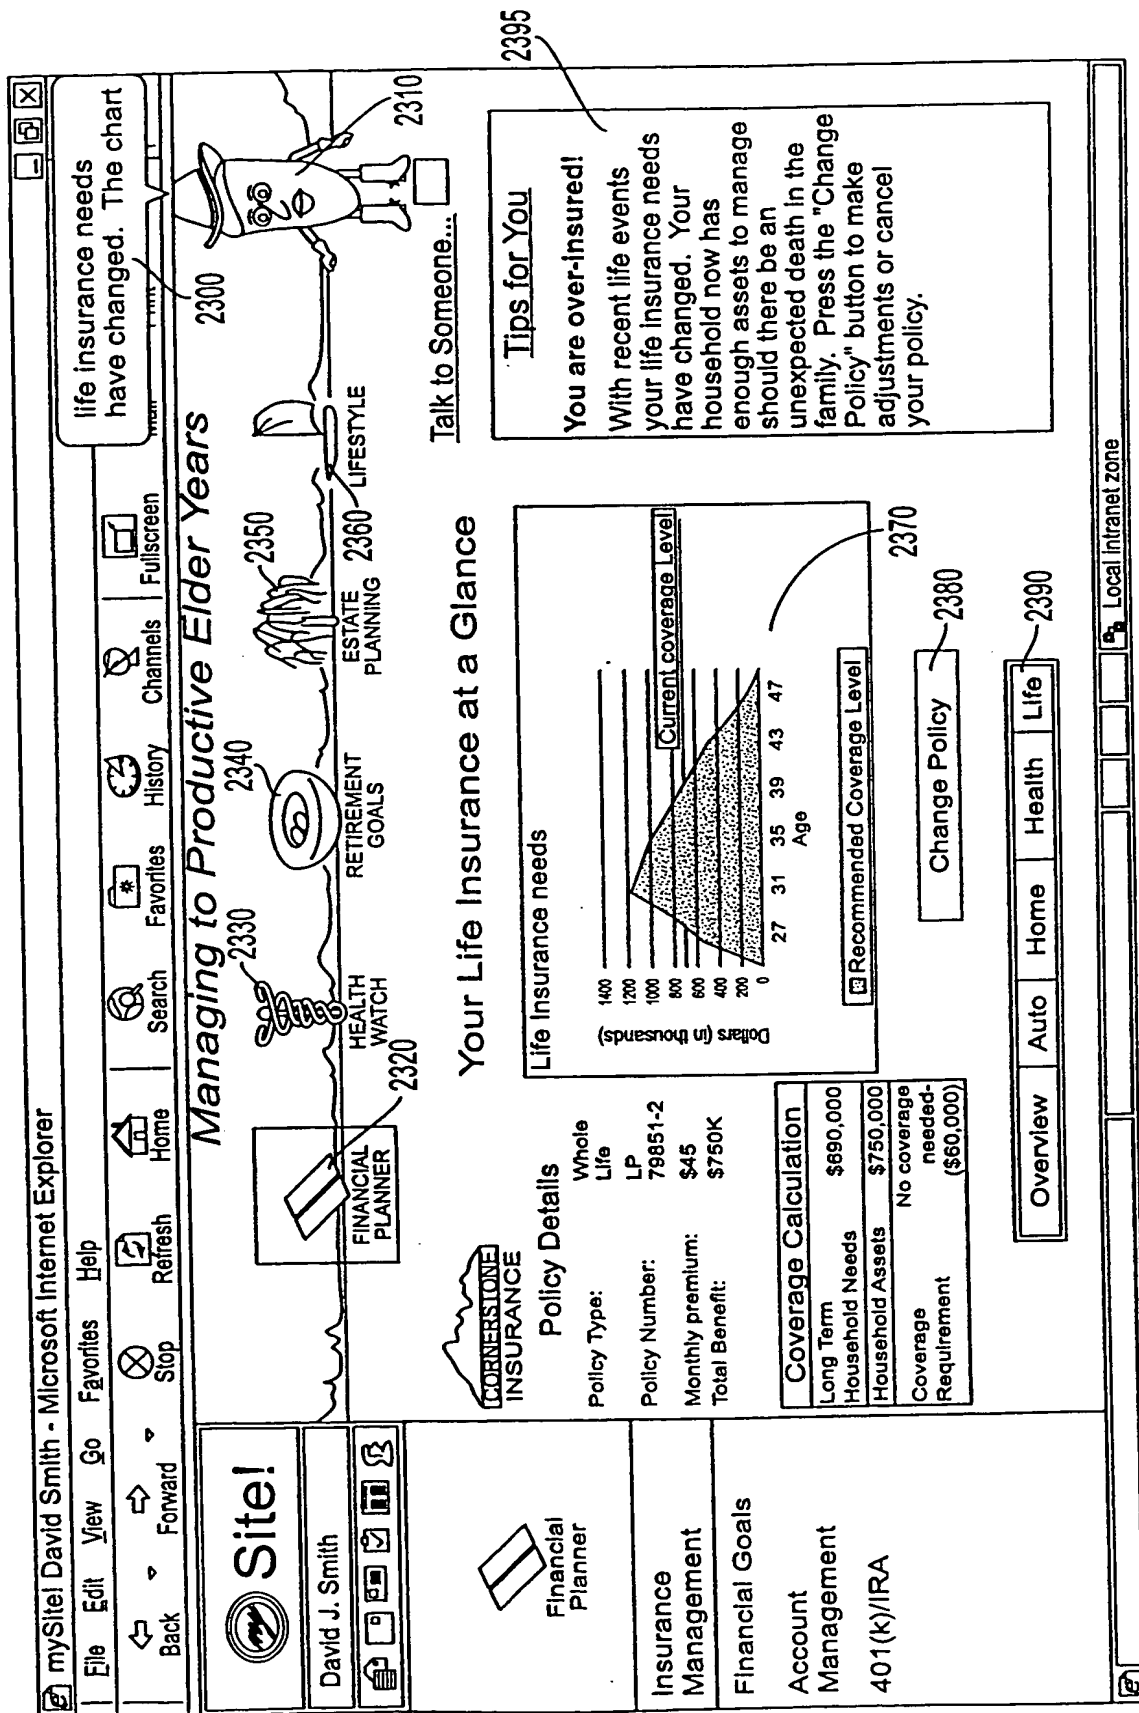 mySite! David Smith - Microsoft Internet Explorer
File Edit View Go Favorites Help
Back Forward Stop Refresh Home Search Favorites History Channels Fullscreen
life insurance needs
have changed. The chart
2300
2310
my Site!
David J. Smith
Managing to Productive Elder Years
FINANCIAL
PLANNER
2320
HEALTH
WATCH
2330
RETIREMENT
GOALS
2340
ESTATE
PLANNING
2350
LIFESTYLE
2360
Talk to Someone...
Financial
Planner
Insurance
Management
Financial Goals
Account
Management
401(k)/IRA
CORNERSTONE
INSURANCE
Your Life Insurance at a Glance
Policy Details
Policy Type: Whole
Life
Policy Number: LP
79851-2
Monthly premium: $45
Total Benefit: $750K
Coverage Calculation
Long Term
Household Needs $690,000
Household Assets $750,000
Coverage
Requirement
No coverage
needed-
($60,000)
Life Insurance needs
Dollars (in thousands)
1400
1200
1000
800
600
400
200
0
27 31 35 39 43 47
Age
Current coverage Level
Recommended Coverage Level
2370
Change Policy
2380
Overview Auto Home Health Life
2390
Tips for You
You are over-insured!
With recent life events
your life insurance needs
have changed. Your
household now has
enough assets to manage
should there be an
unexpected death in the
family. Press the "Change
Policy" button to make
adjustments or cancel
your policy.
2395
Local intranet zone